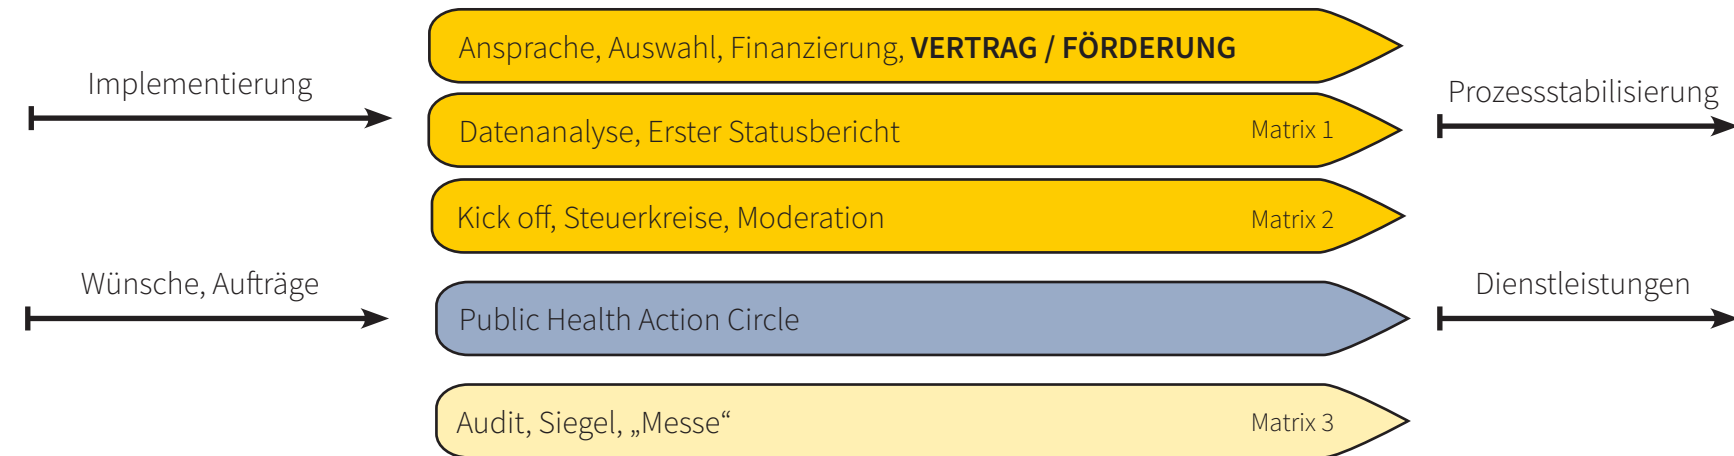 Ansprache, Auswahl, Finanzierung, VERTRAG / FÖRDERUNG
Implementierung
Prozessstabilisierung
Datenanalyse, Erster Statusbericht
Matrix 1
Kick off, Steuerkreise, Moderation
Matrix 2
Wünsche, Aufträge
Dienstleistungen
Public Health Action Circle
Audit, Siegel, „Messe“
Matrix 3